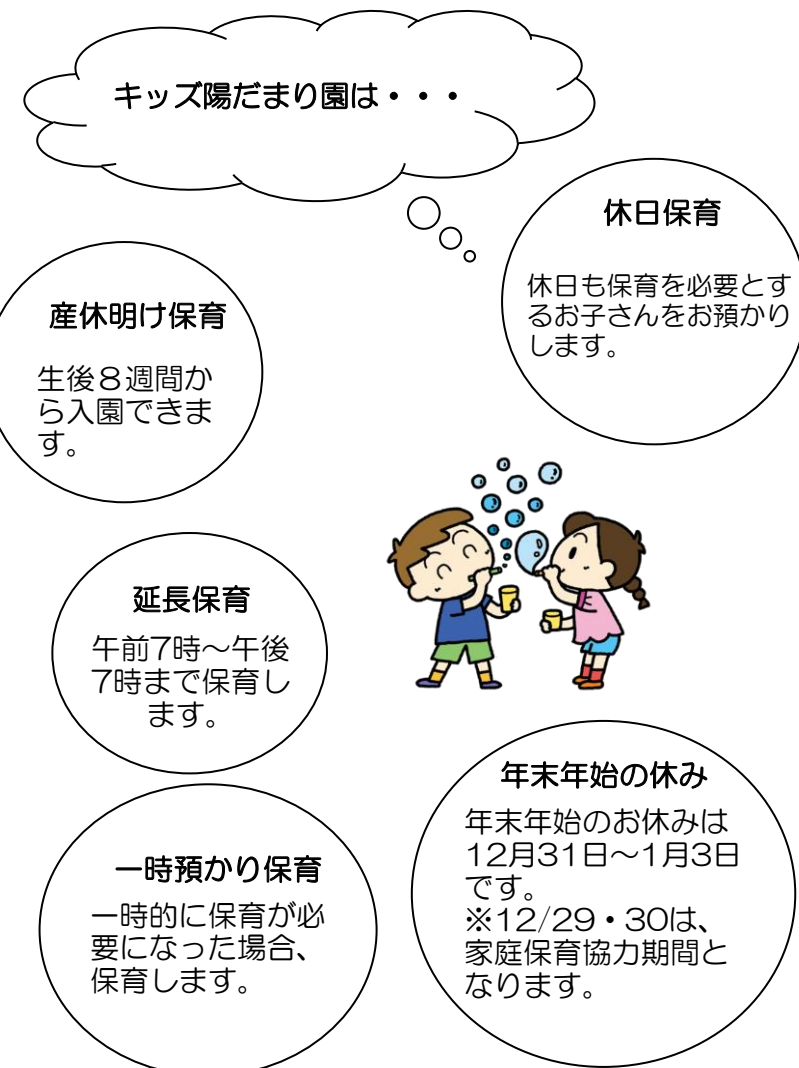 キッズ陽だまり園は・・・
休日保育
休日も保育を必要とす
るお子さんをお預かり
します。
産休明け保育
生後８週間か
ら入園できま
す。
延長保育
午前7時～午後
7時まで保育し
ます。
年末年始の休み
年末年始のお休みは
12月31日～1月3日
です。
※12/29・30は、
家庭保育協力期間と
なります。
一時預かり保育
一時的に保育が必
要になった場合、
保育します。